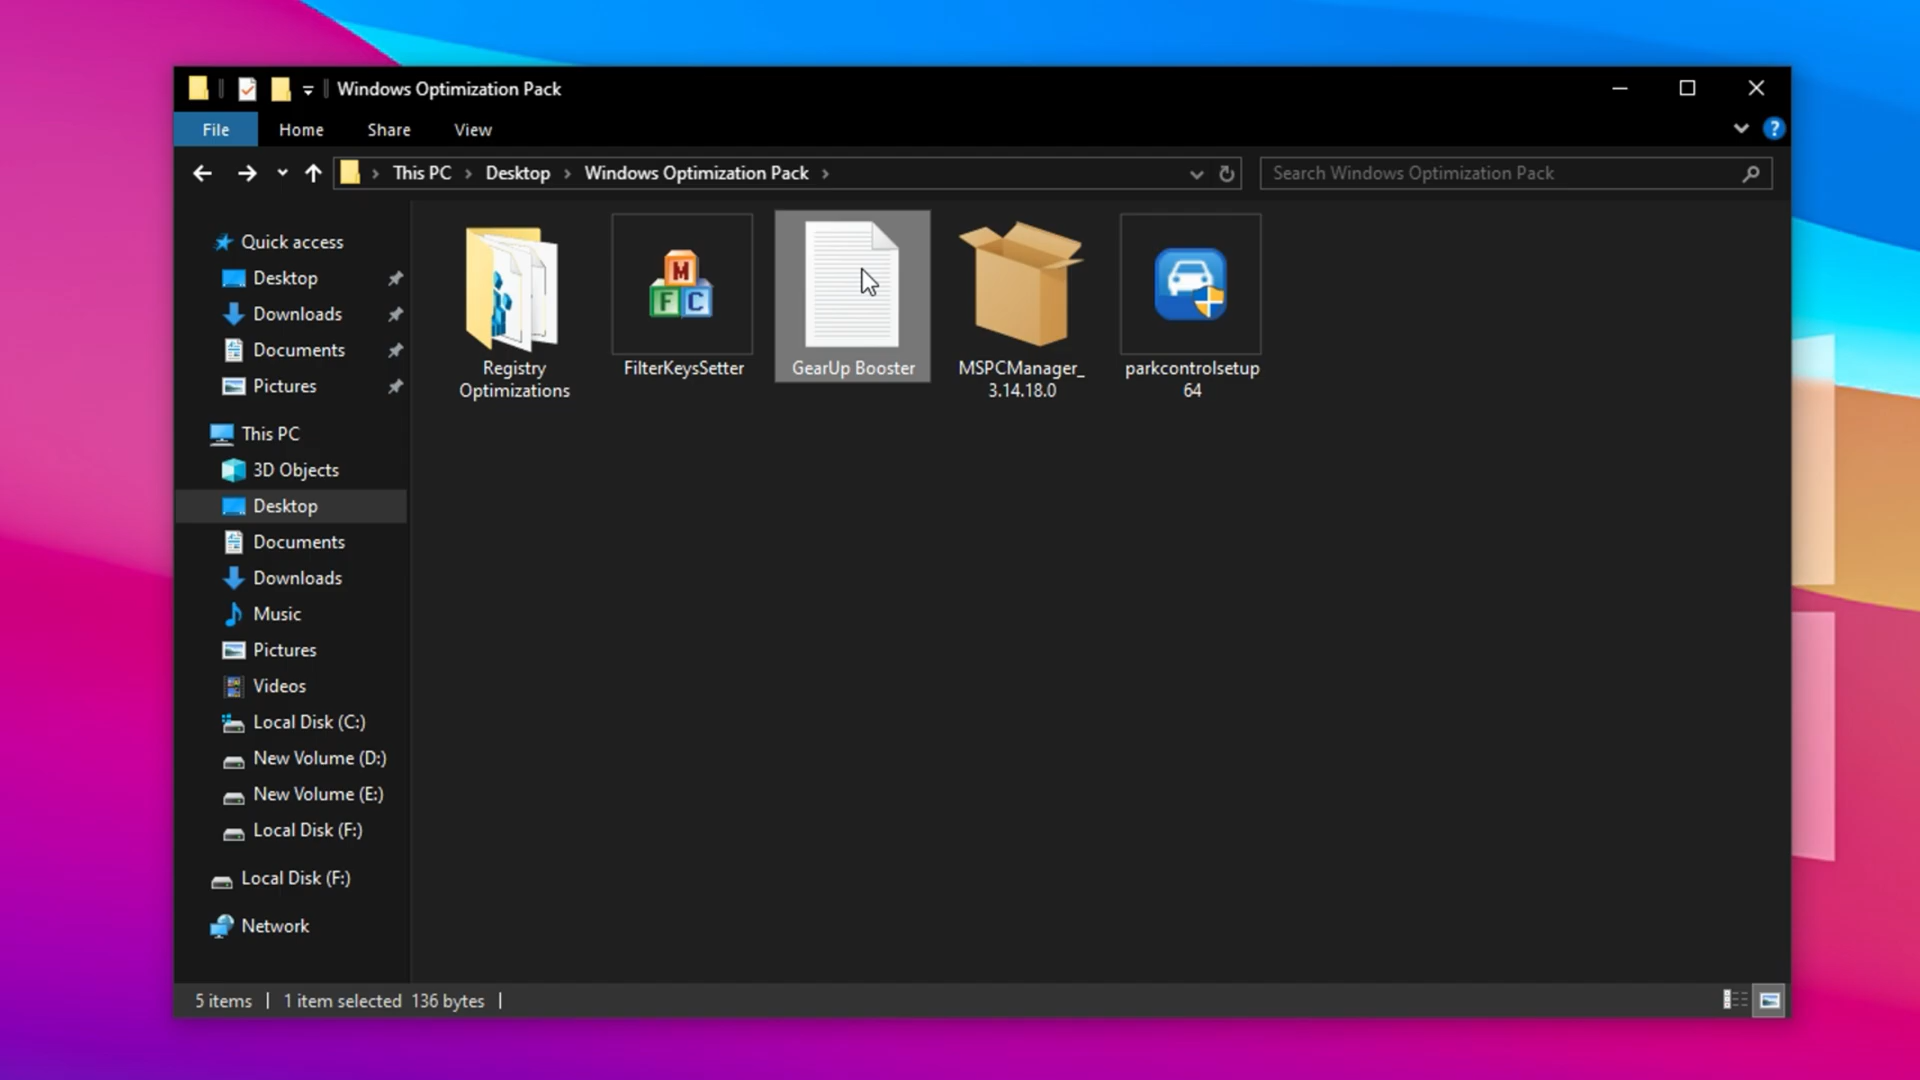 Windows Optimization Pack
File
Home
Share
View
?
This PC
Desktop
Windows Optimization Pack
Search Windows Optimization Pack
Quick access
Desktop
Downloads
Documents
Pictures
This PC
3D Objects
Desktop
Documents
Downloads
Music
Pictures
Videos
Local Disk (C:)
New Volume (D:)
New Volume (E:)
Local Disk (F:)
Local Disk (F:)
Network
M
F C
Registry
Optimizations
FilterKeysSetter
GearUp Booster
MSPCManager_
3.14.18.0
parkcontrolsetup
64
5 items
1 item selected 136 bytes